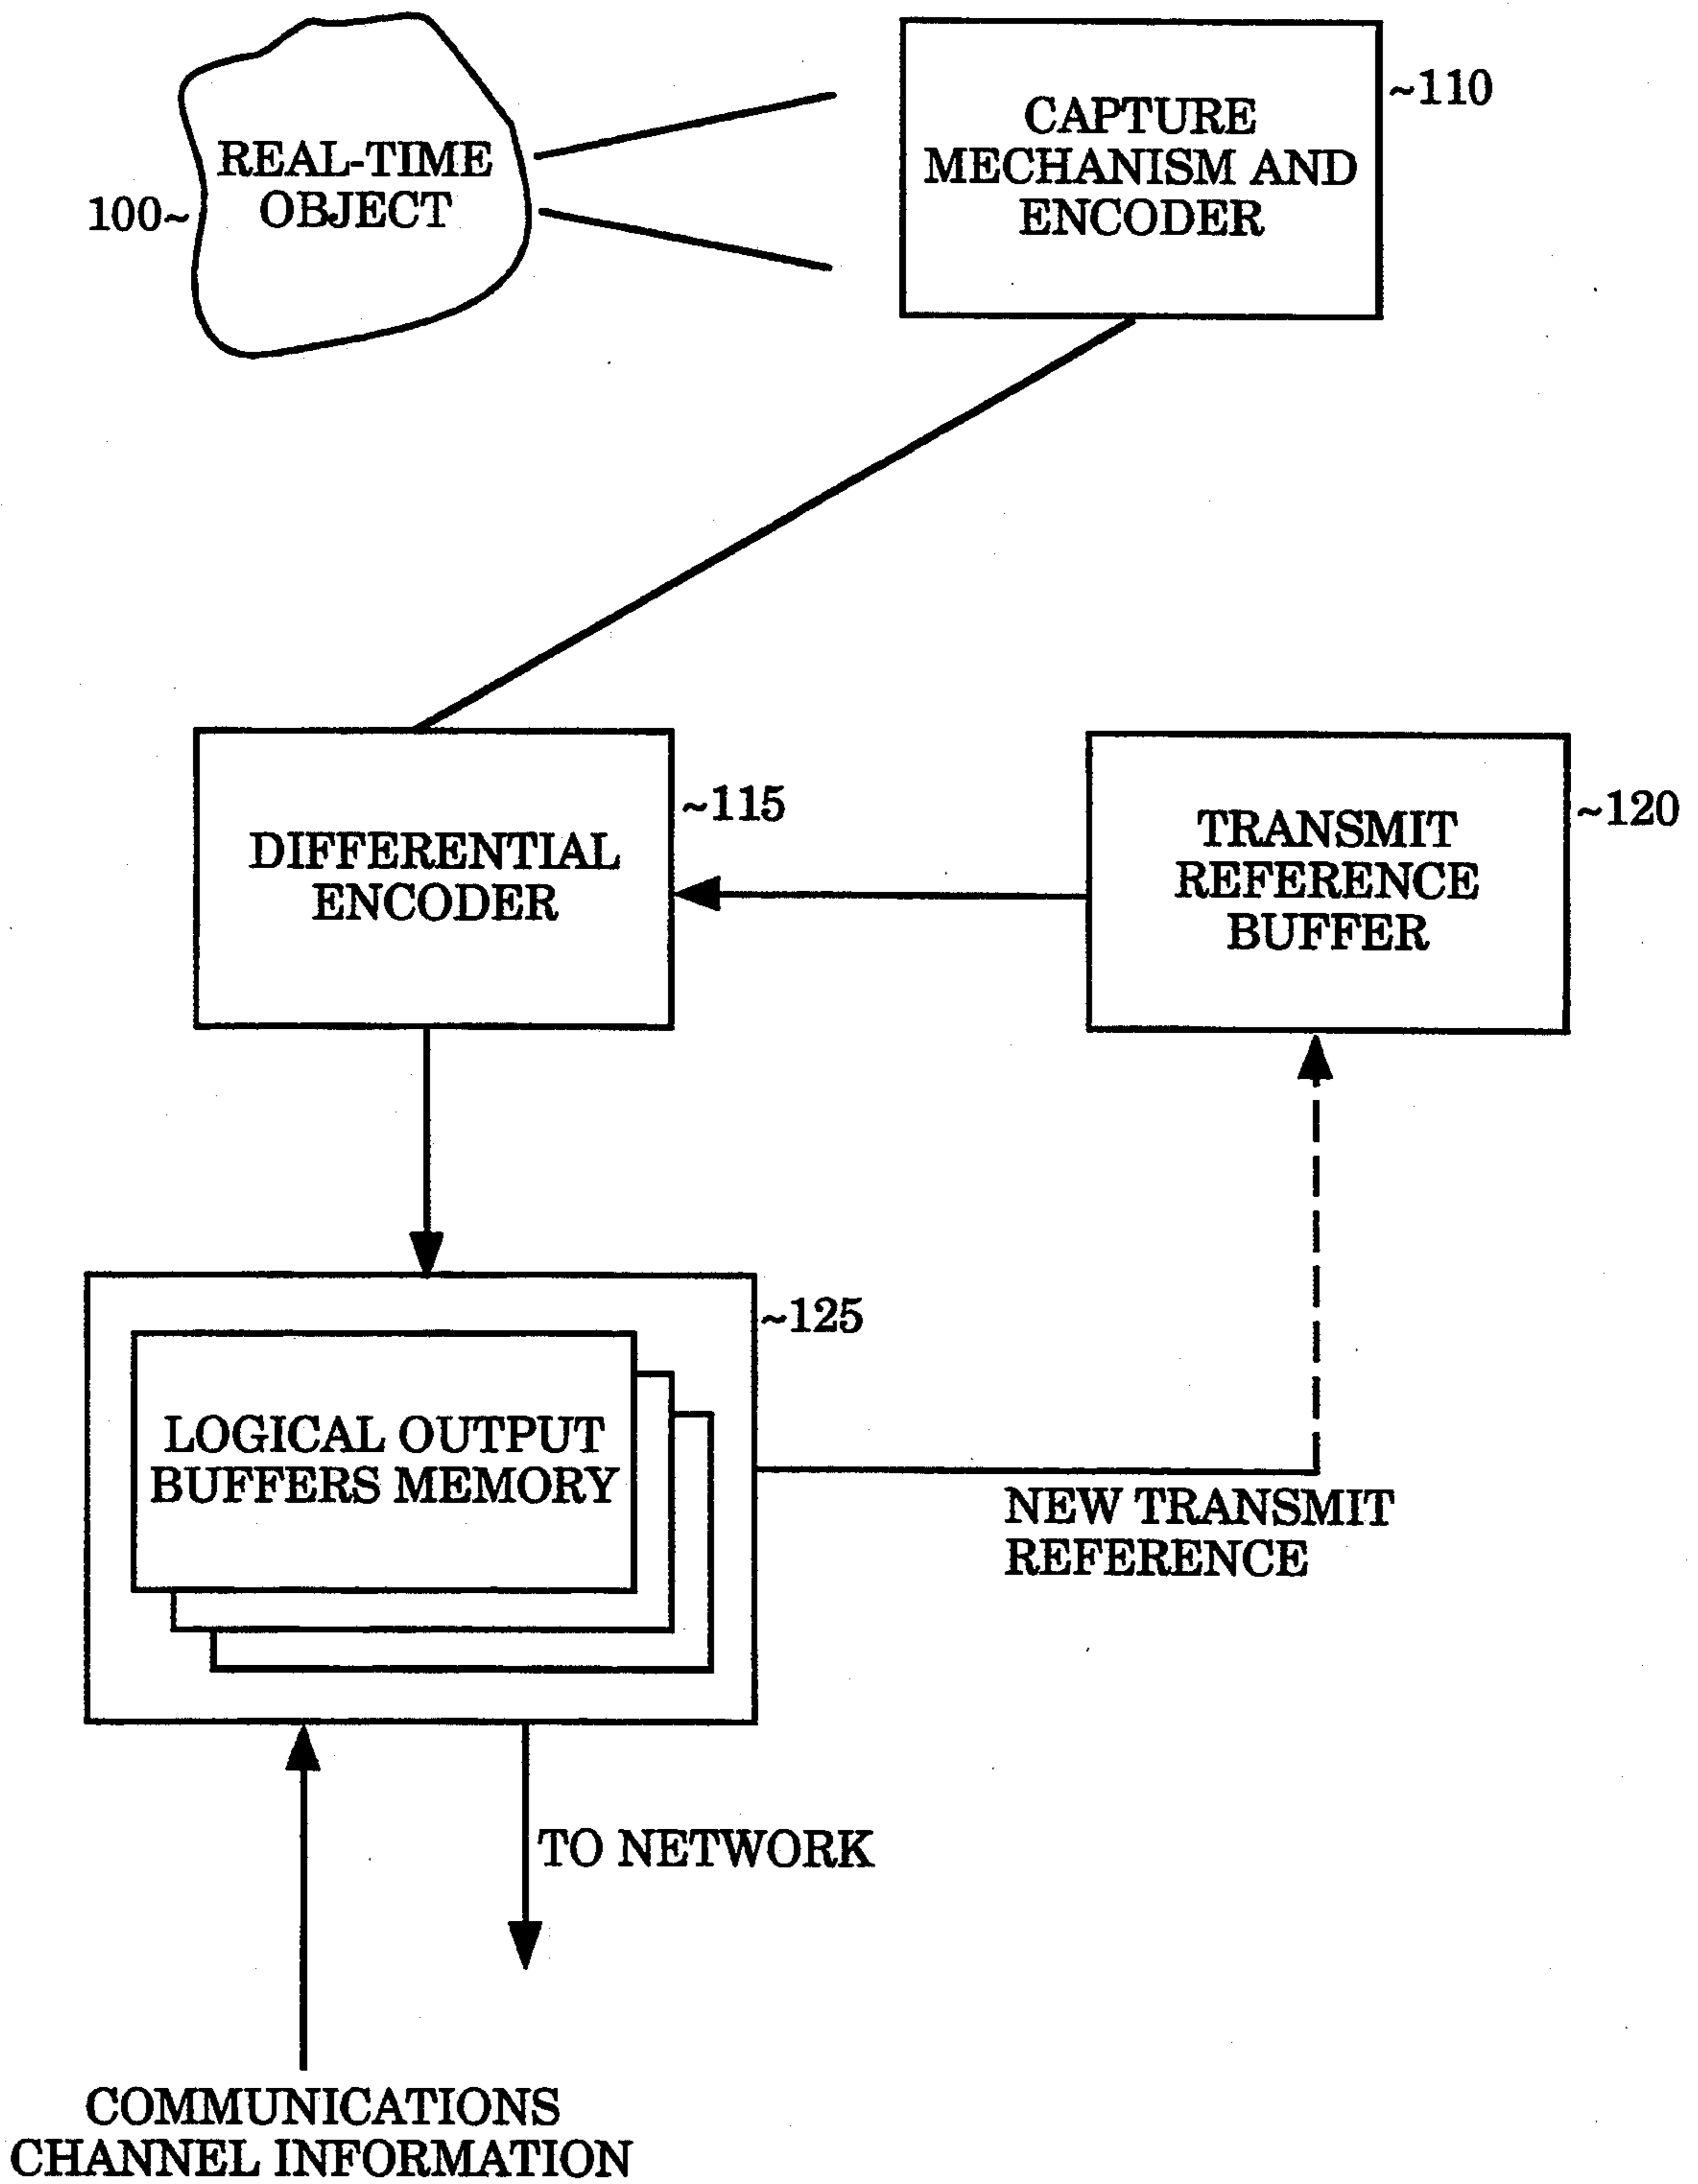 REAL-TIME
OBJECT
100~
CAPTURE
MECHANISM AND
ENCODER
~110
DIFFERENTIAL
ENCODER
~115
TRANSMIT
REFERENCE
BUFFER
~120
~125
LOGICAL OUTPUT
BUFFERS MEMORY
NEW TRANSMIT
REFERENCE
TO NETWORK
COMMUNICATIONS
CHANNEL INFORMATION